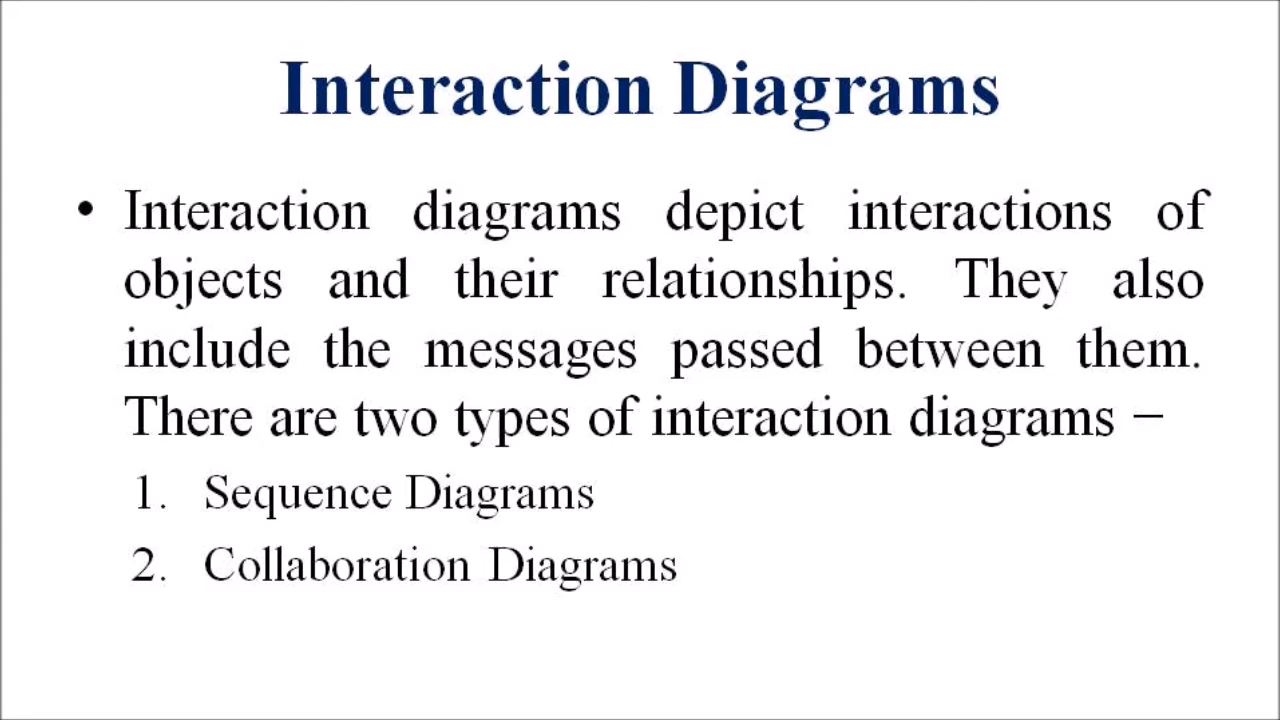 Interaction Diagrams
• Interaction diagrams depict interactions of
objects and their relationships. They also
include the messages passed between them.
There are two types of interaction diagrams −
1. Sequence Diagrams
2. Collaboration Diagrams